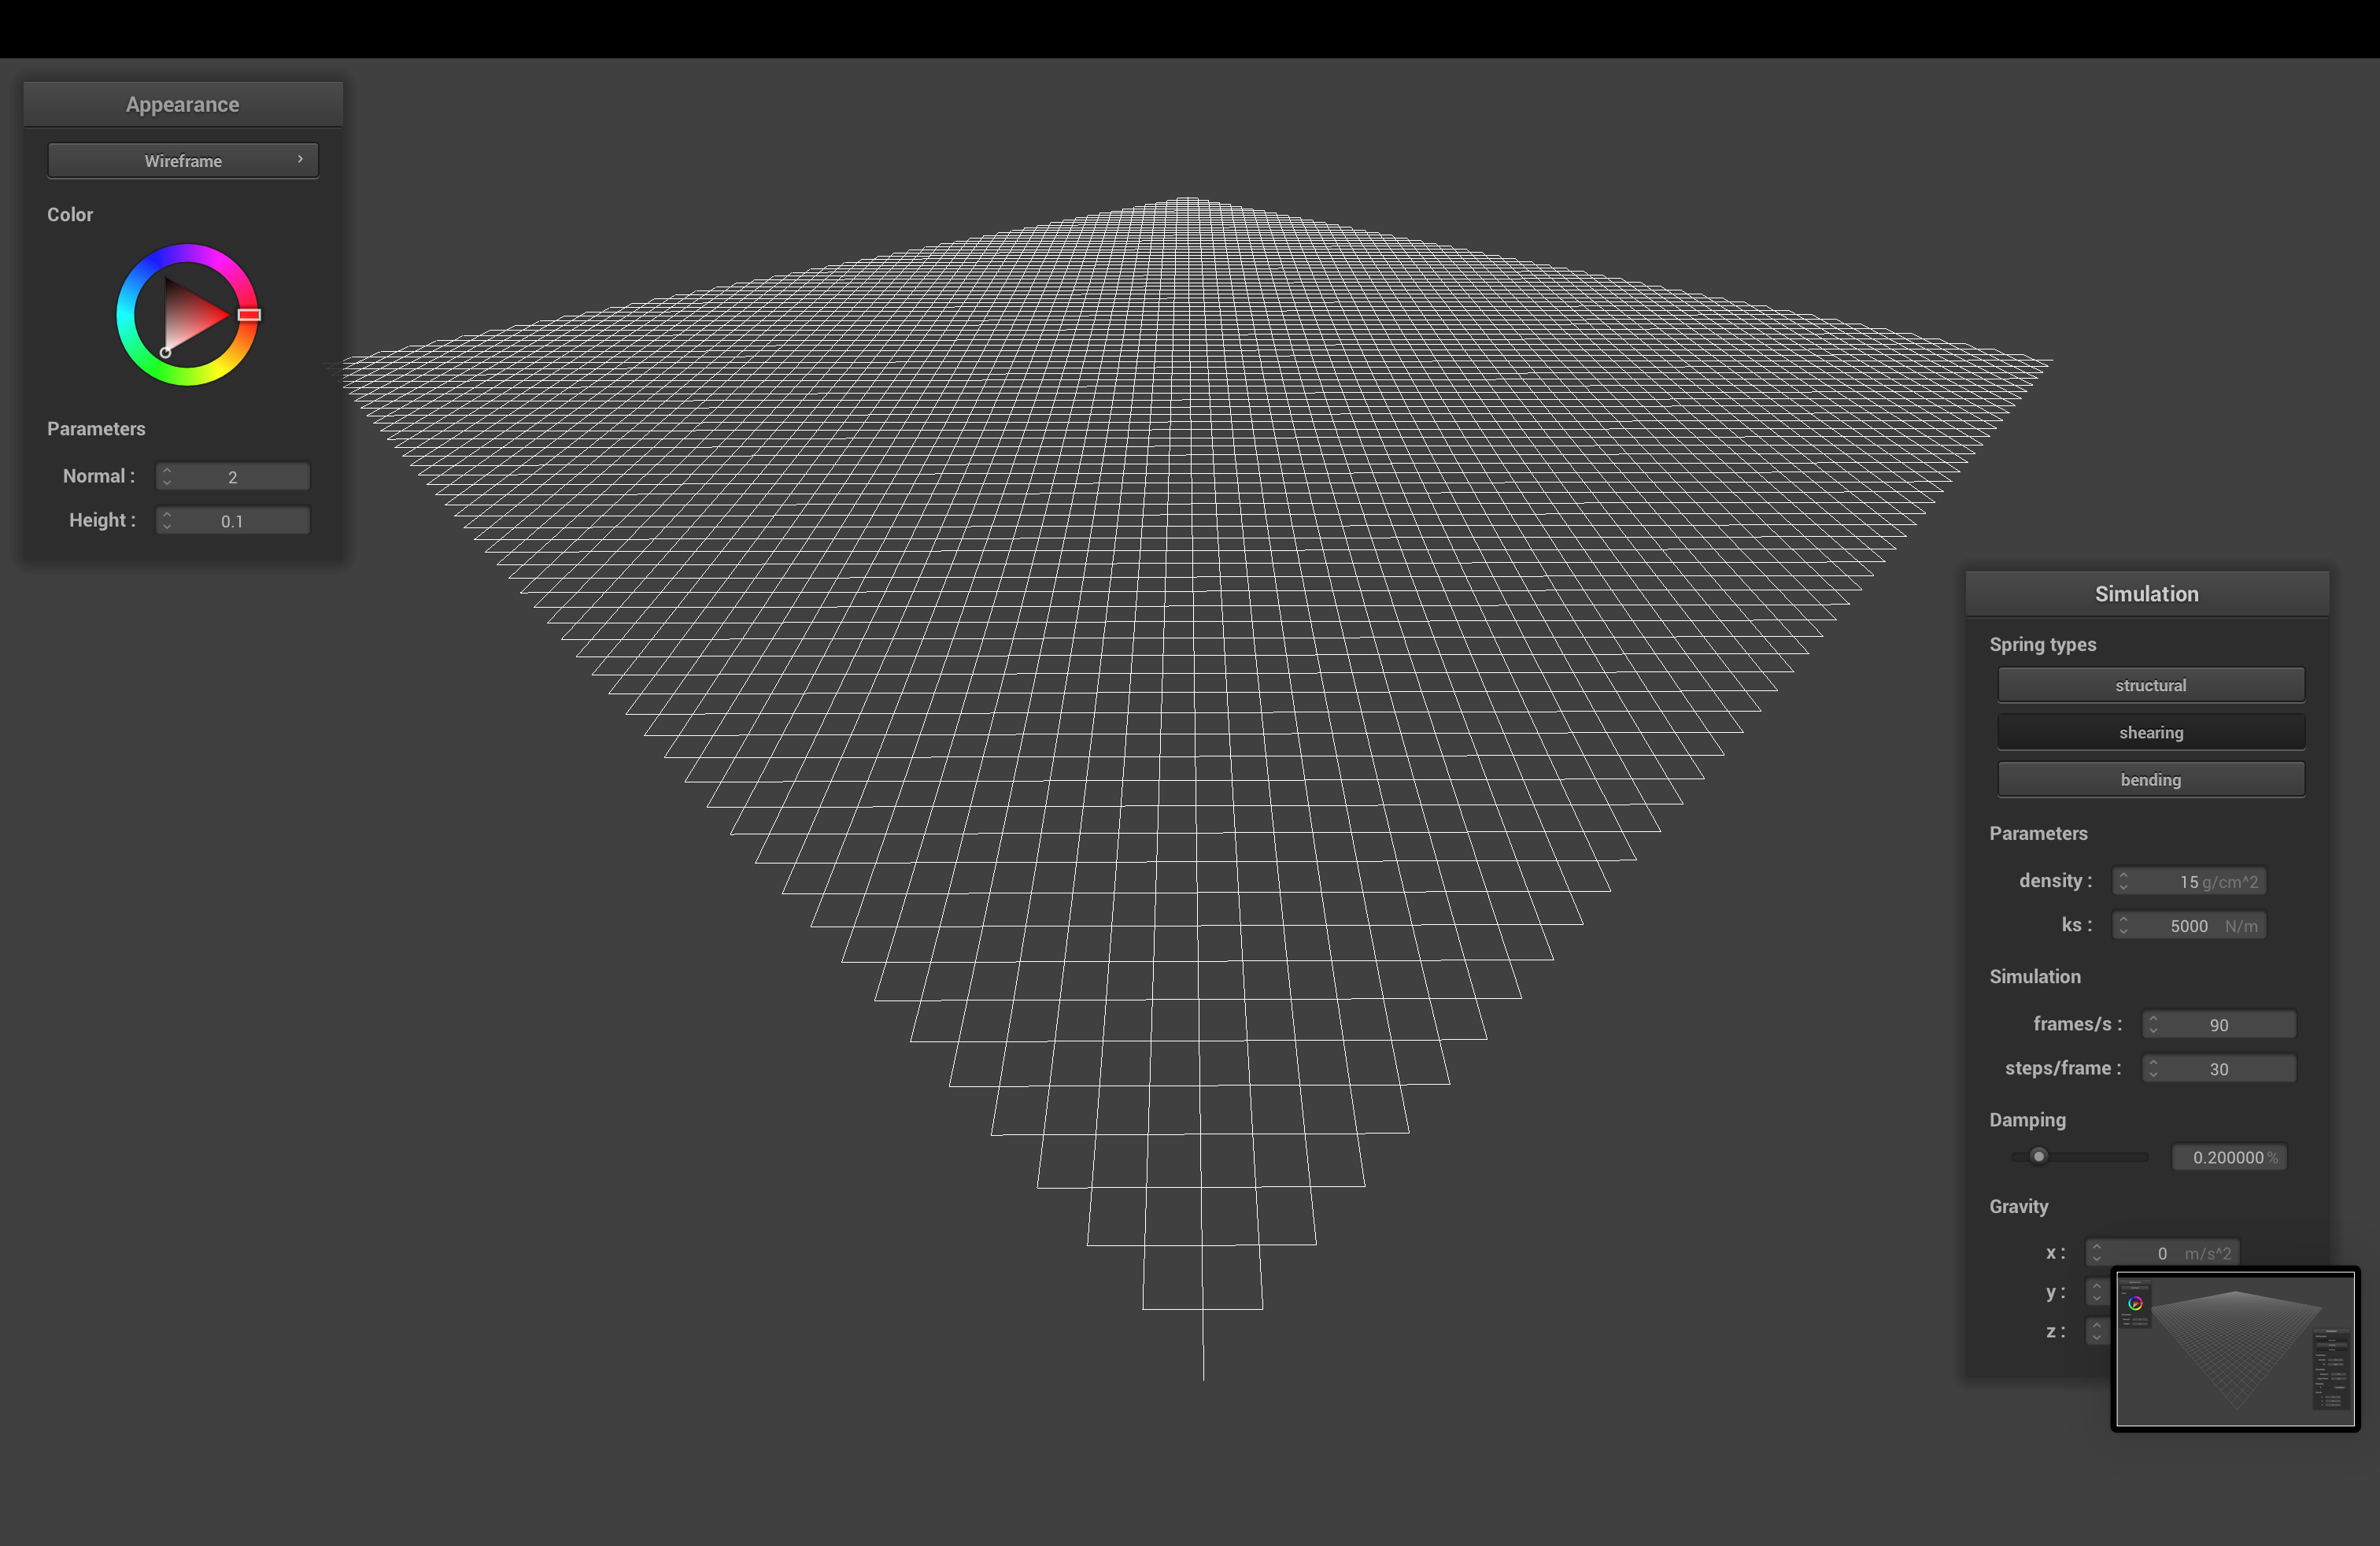 Appearance
Wireframe
Color
Parameters
Normal : 2
Height : 0.1
Simulation
Spring types
structural
shearing
bending
Parameters
density : 15 g/cm^2
ks : 5000 N/m
Simulation
frames/s : 90
steps/frame : 30
Damping
0.200000 %
Gravity
x : 0 m/s^2
y :
z :